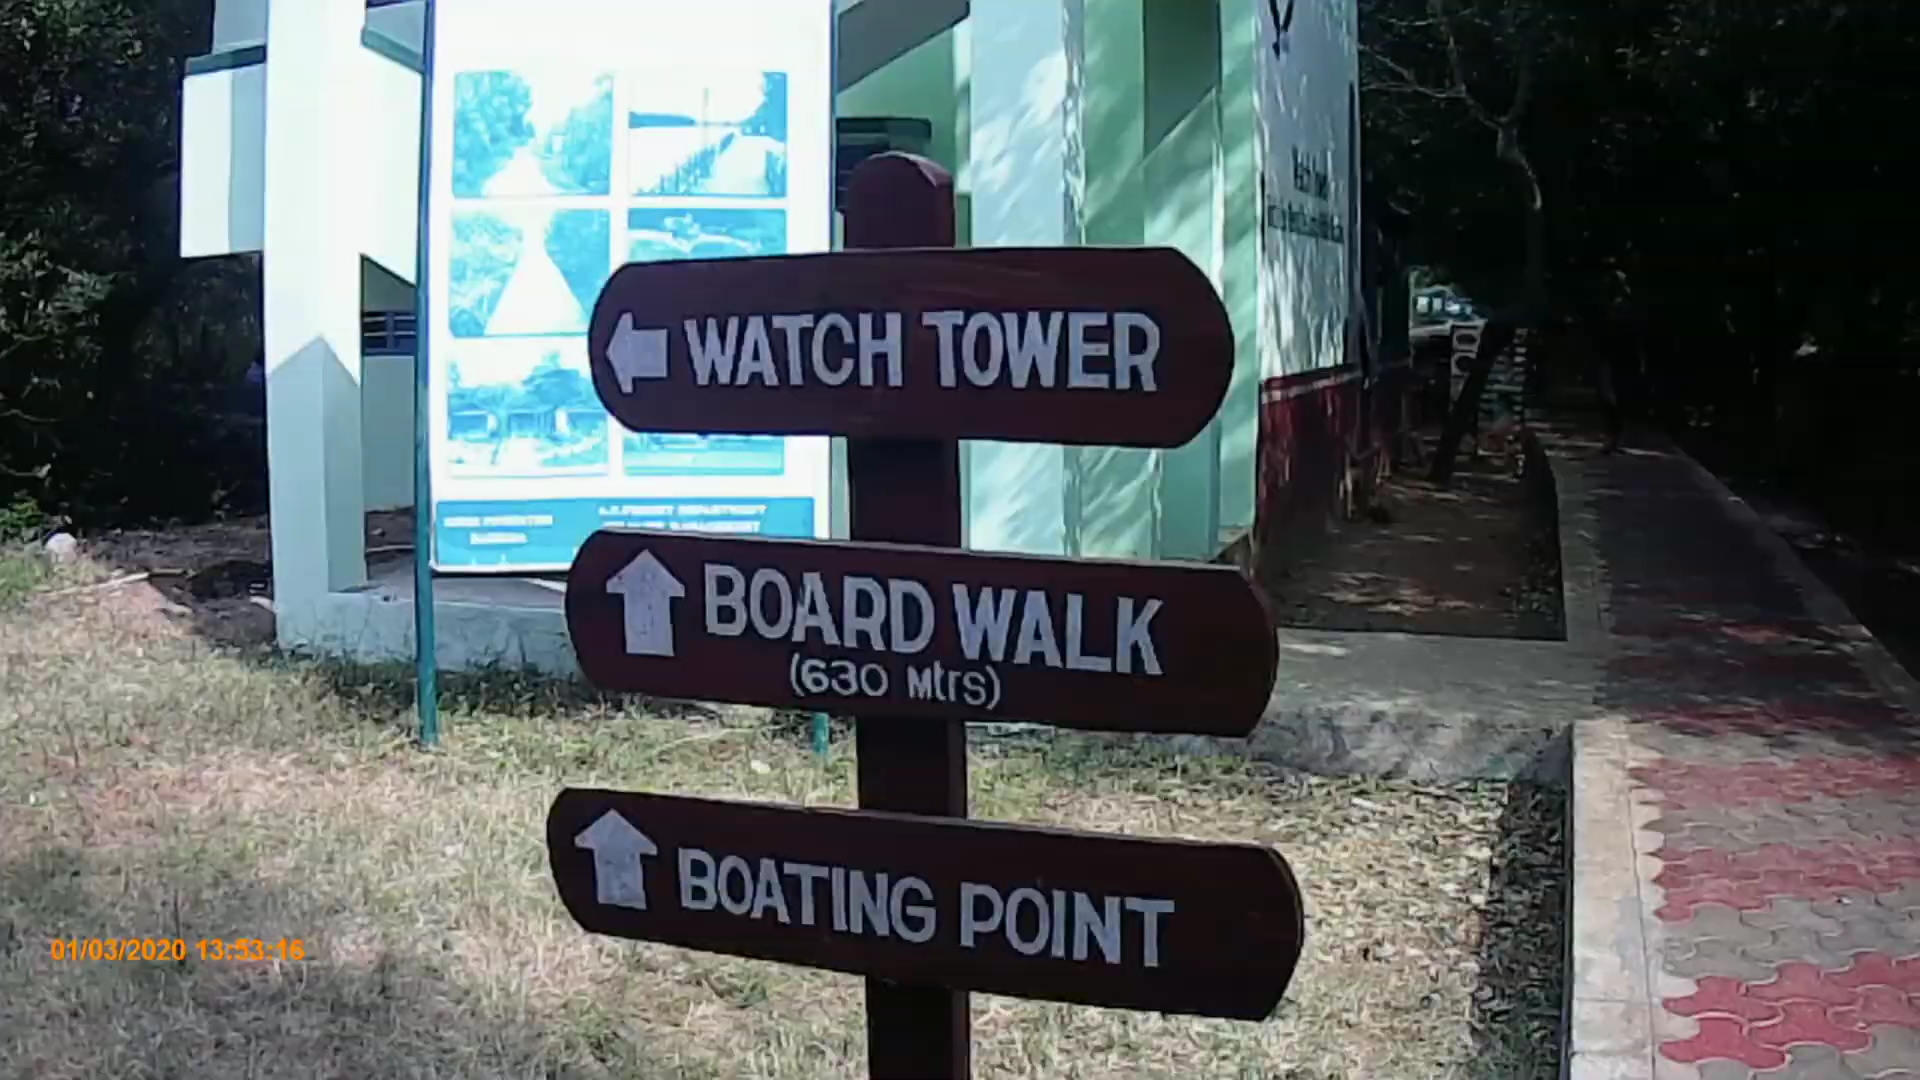 WATCH TOWER
BOARD WALK
(630 Mtrs)
BOATING POINT
01/03/2020 13:53:16